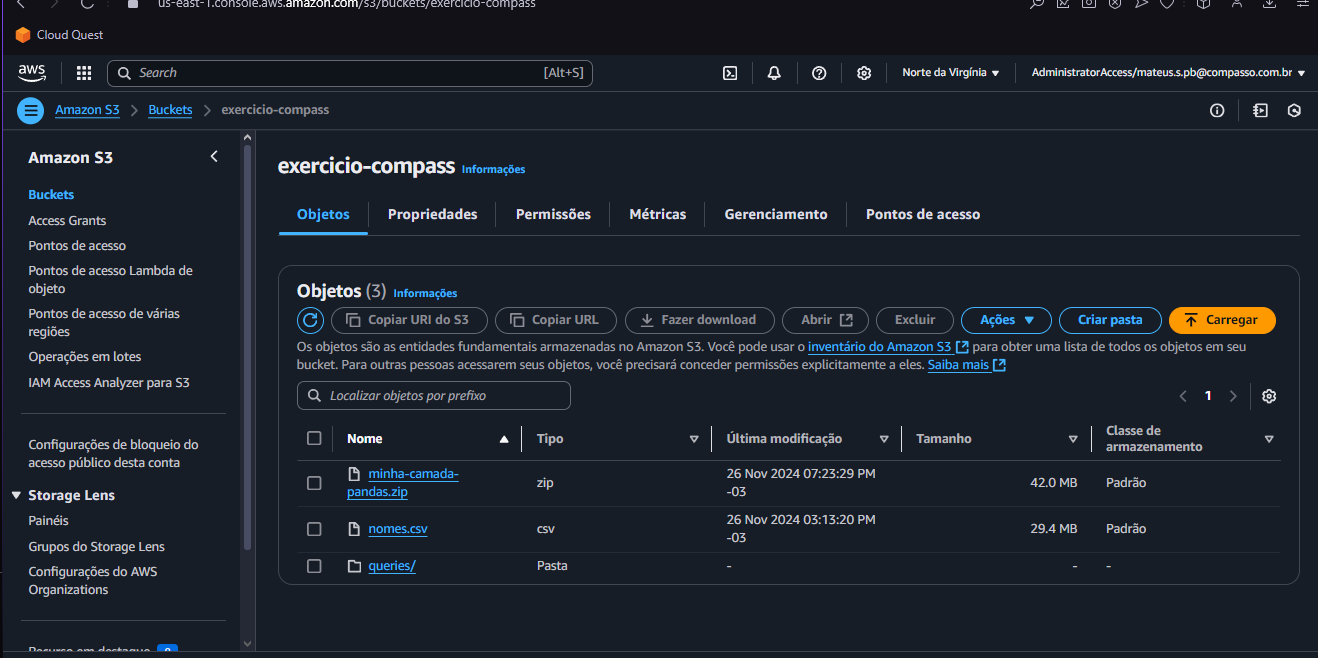 us-east-1.console.aws.amazon.com/s3/buckets/exercicio-compass
Cloud Quest
aws
Search
[Alt+S]
Norte da Virgínia
AdministratorAccess/mateus.s.pb@compasso.com.br
Amazon S3
Buckets
exercicio-compass
Amazon S3
Buckets
Access Grants
Pontos de acesso
Pontos de acesso Lambda de
objeto
Pontos de acesso de várias
regiões
Operações em lotes
IAM Access Analyzer para S3
Configurações de bloqueio do
acesso público desta conta
Storage Lens
Painéis
Grupos do Storage Lens
Configurações do AWS
Organizations
Recurso em destaque
exercicio-compass Informações
Objetos
Propriedades
Permissões
Métricas
Gerenciamento
Pontos de acesso
Objetos (3) Informações
Copiar URI do S3
Copiar URL
Fazer download
Abrir
Excluir
Ações
Criar pasta
Carregar
Os objetos são as entidades fundamentais armazenadas no Amazon S3. Você pode usar o inventário do Amazon S3 para obter uma lista de todos os objetos em seu
bucket. Para outras pessoas acessarem seus objetos, você precisará conceder permissões explicitamente a eles. Saiba mais
Localizar objetos por prefixo
1
Nome
Tipo
Última modificação
Tamanho
Classe de
armazenamento
minha-camada-
pandas.zip
zip
26 Nov 2024 07:23:29 PM
-03
42.0 MB
Padrão
nomes.csv
csv
26 Nov 2024 03:13:20 PM
-03
29.4 MB
Padrão
queries/
Pasta
-
-
-